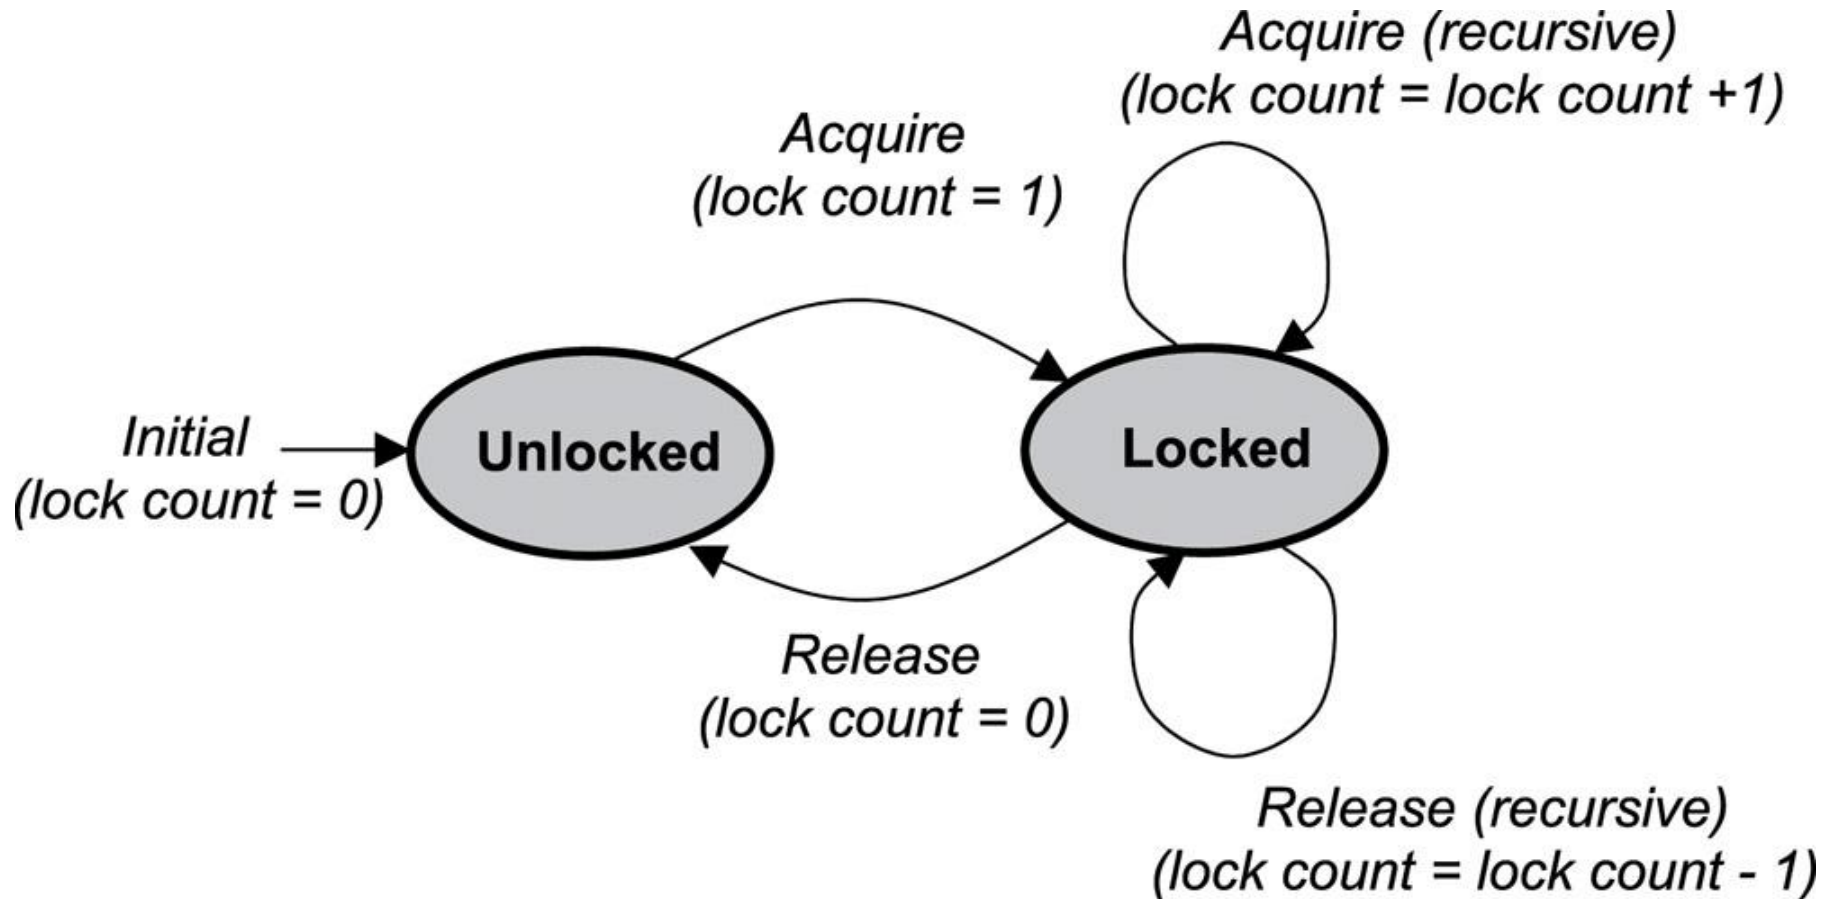 Acquire (recursive)
(lock count = lock count +1)
Acquire
(lock count = 1)
Initial
(lock count = 0)
Unlocked
Locked
Release
(lock count = 0)
Release (recursive)
(lock count = lock count - 1)